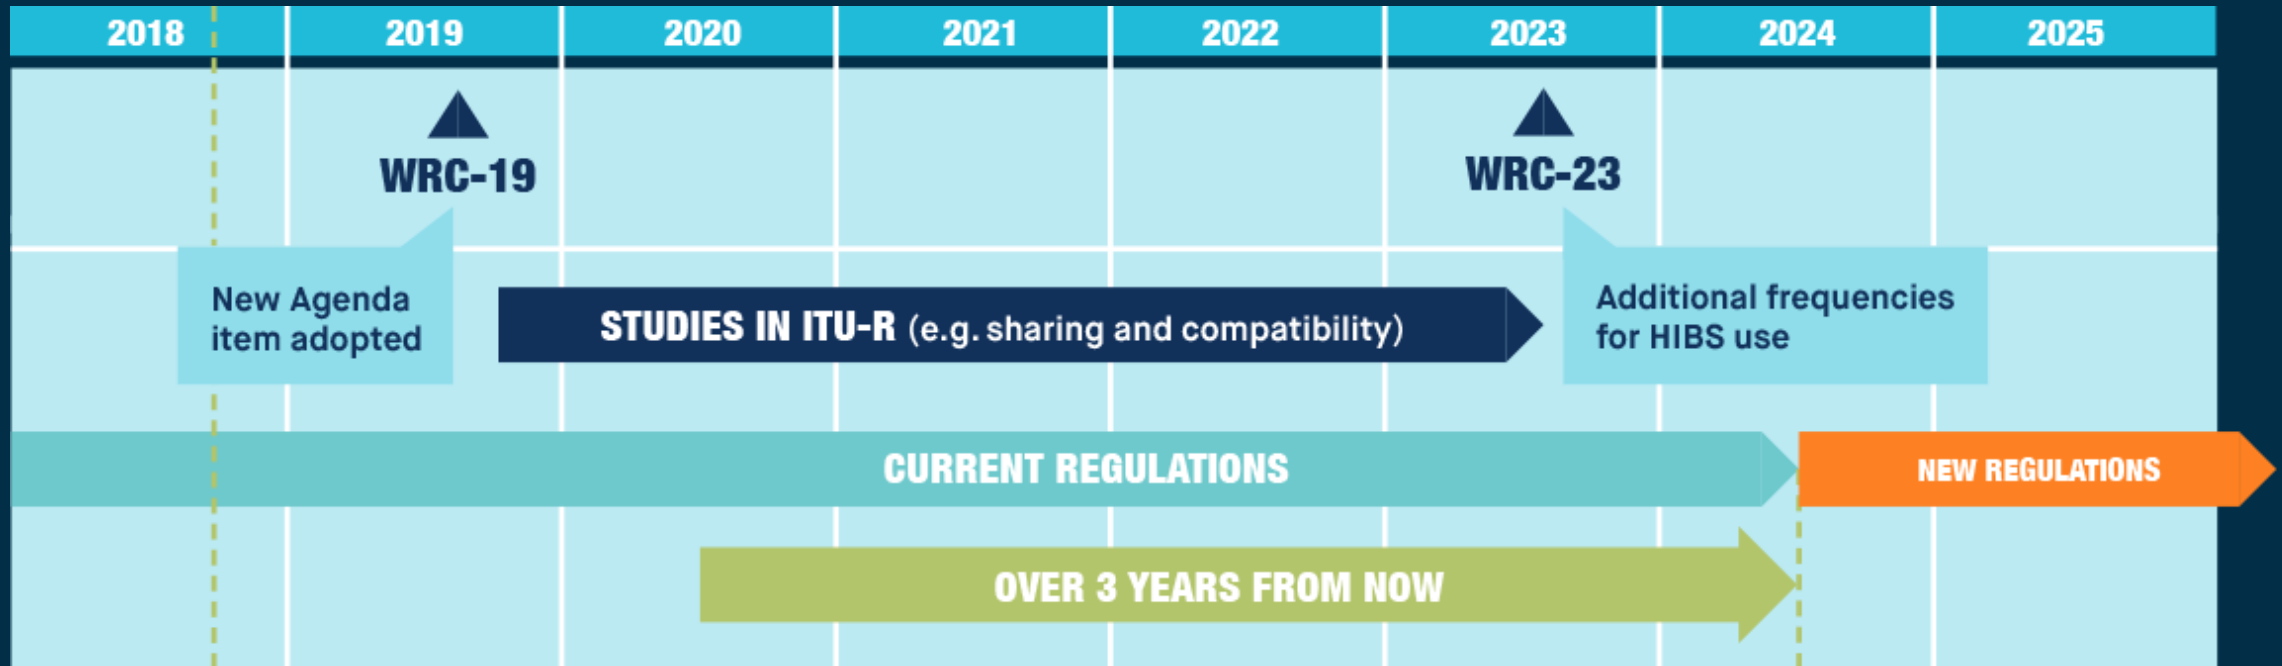 2018 2019 2020 2021 2022 2023 2024 2025
WRC-19
WRC-23
New Agenda
item adopted
STUDIES IN ITU-R (e.g. sharing and compatibility)
Additional frequencies
for HIBS use
CURRENT REGULATIONS
NEW REGULATIONS
OVER 3 YEARS FROM NOW